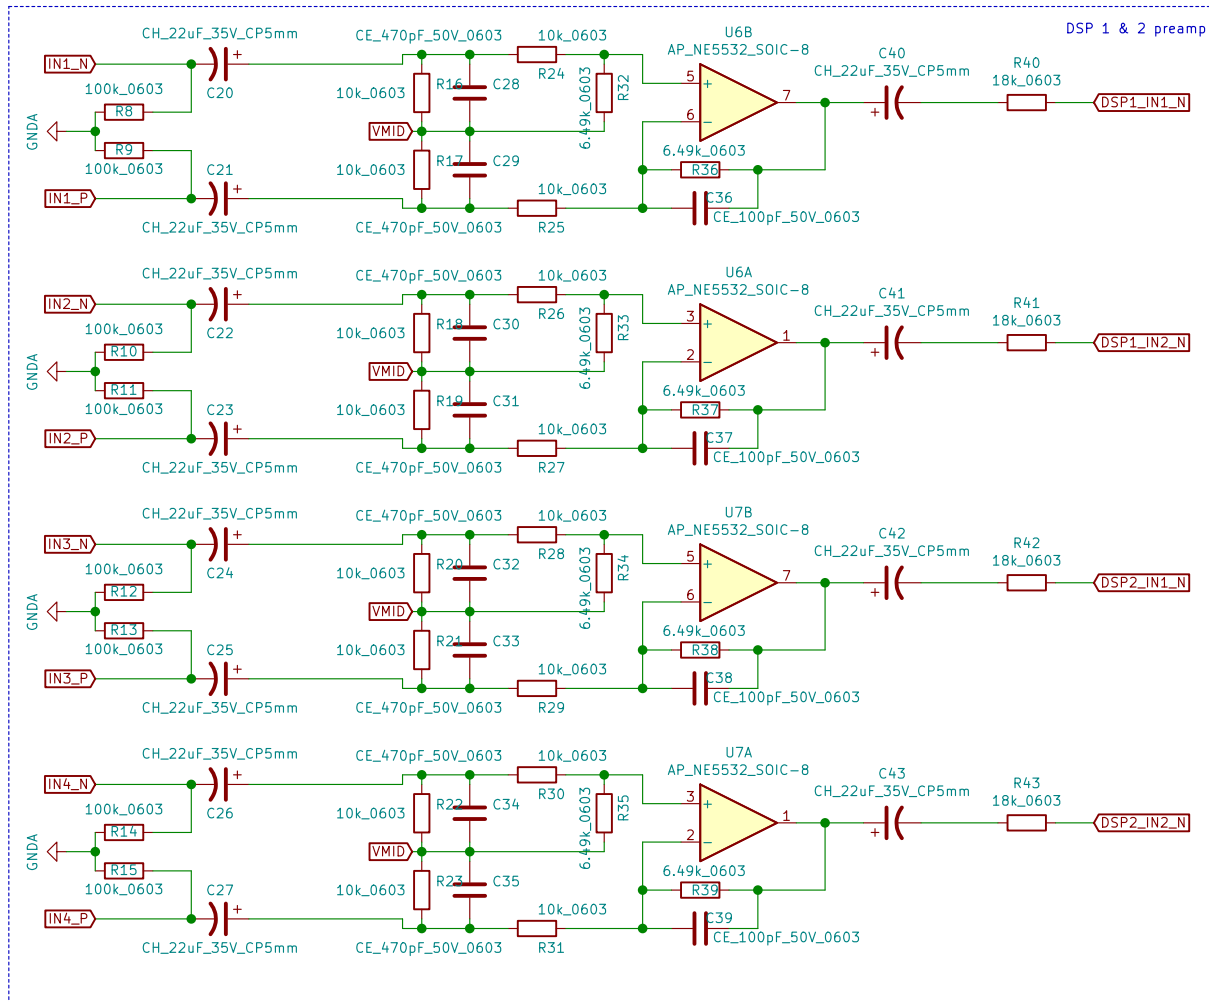 DSP 1 & 2 preamp
CH_22uF_35V_CP5mm
CE_470pF_50V_0603
10k_0603
U6B
AP_NE5532_SOIC-8
C40
CH_22uF_35V_CP5mm
R40
18k_0603
IN1_N
+
C20
R24
100k_0603
R8
10k_0603
R16
C28
R32
6.49k_0603
5
+
7
+
DSP1_IN1_N
GNDA
VMID
6
−
R9
100k_0603
C21
+
10k_0603
R17
C29
6.49k_0603
R36
IN1_P
10k_0603
C36
CE_100pF_50V_0603
CH_22uF_35V_CP5mm
CE_470pF_50V_0603
R25
CH_22uF_35V_CP5mm
CE_470pF_50V_0603
10k_0603
U6A
AP_NE5532_SOIC-8
C41
CH_22uF_35V_CP5mm
R41
18k_0603
IN2_N
+
C22
R26
100k_0603
R10
10k_0603
R18
C30
R33
6.49k_0603
3
+
1
+
DSP1_IN2_N
GNDA
VMID
2
−
R11
100k_0603
C23
+
10k_0603
R19
C31
6.49k_0603
R37
IN2_P
10k_0603
C37
CE_100pF_50V_0603
CH_22uF_35V_CP5mm
CE_470pF_50V_0603
R27
CH_22uF_35V_CP5mm
CE_470pF_50V_0603
10k_0603
U7B
AP_NE5532_SOIC-8
C42
CH_22uF_35V_CP5mm
R42
18k_0603
IN3_N
+
C24
R28
100k_0603
R12
10k_0603
R20
C32
R34
6.49k_0603
5
+
7
+
DSP2_IN1_N
GNDA
VMID
6
−
R13
100k_0603
C25
+
10k_0603
R21
C33
6.49k_0603
R38
IN3_P
10k_0603
C38
CE_100pF_50V_0603
CH_22uF_35V_CP5mm
CE_470pF_50V_0603
R29
CH_22uF_35V_CP5mm
CE_470pF_50V_0603
10k_0603
U7A
AP_NE5532_SOIC-8
C43
CH_22uF_35V_CP5mm
R43
18k_0603
IN4_N
+
C26
R30
100k_0603
R14
10k_0603
R22
C34
R35
6.49k_0603
3
+
1
+
DSP2_IN2_N
GNDA
VMID
2
−
R15
100k_0603
C27
+
10k_0603
R23
C35
6.49k_0603
R39
IN4_P
10k_0603
C39
CE_100pF_50V_0603
CH_22uF_35V_CP5mm
CE_470pF_50V_0603
R31